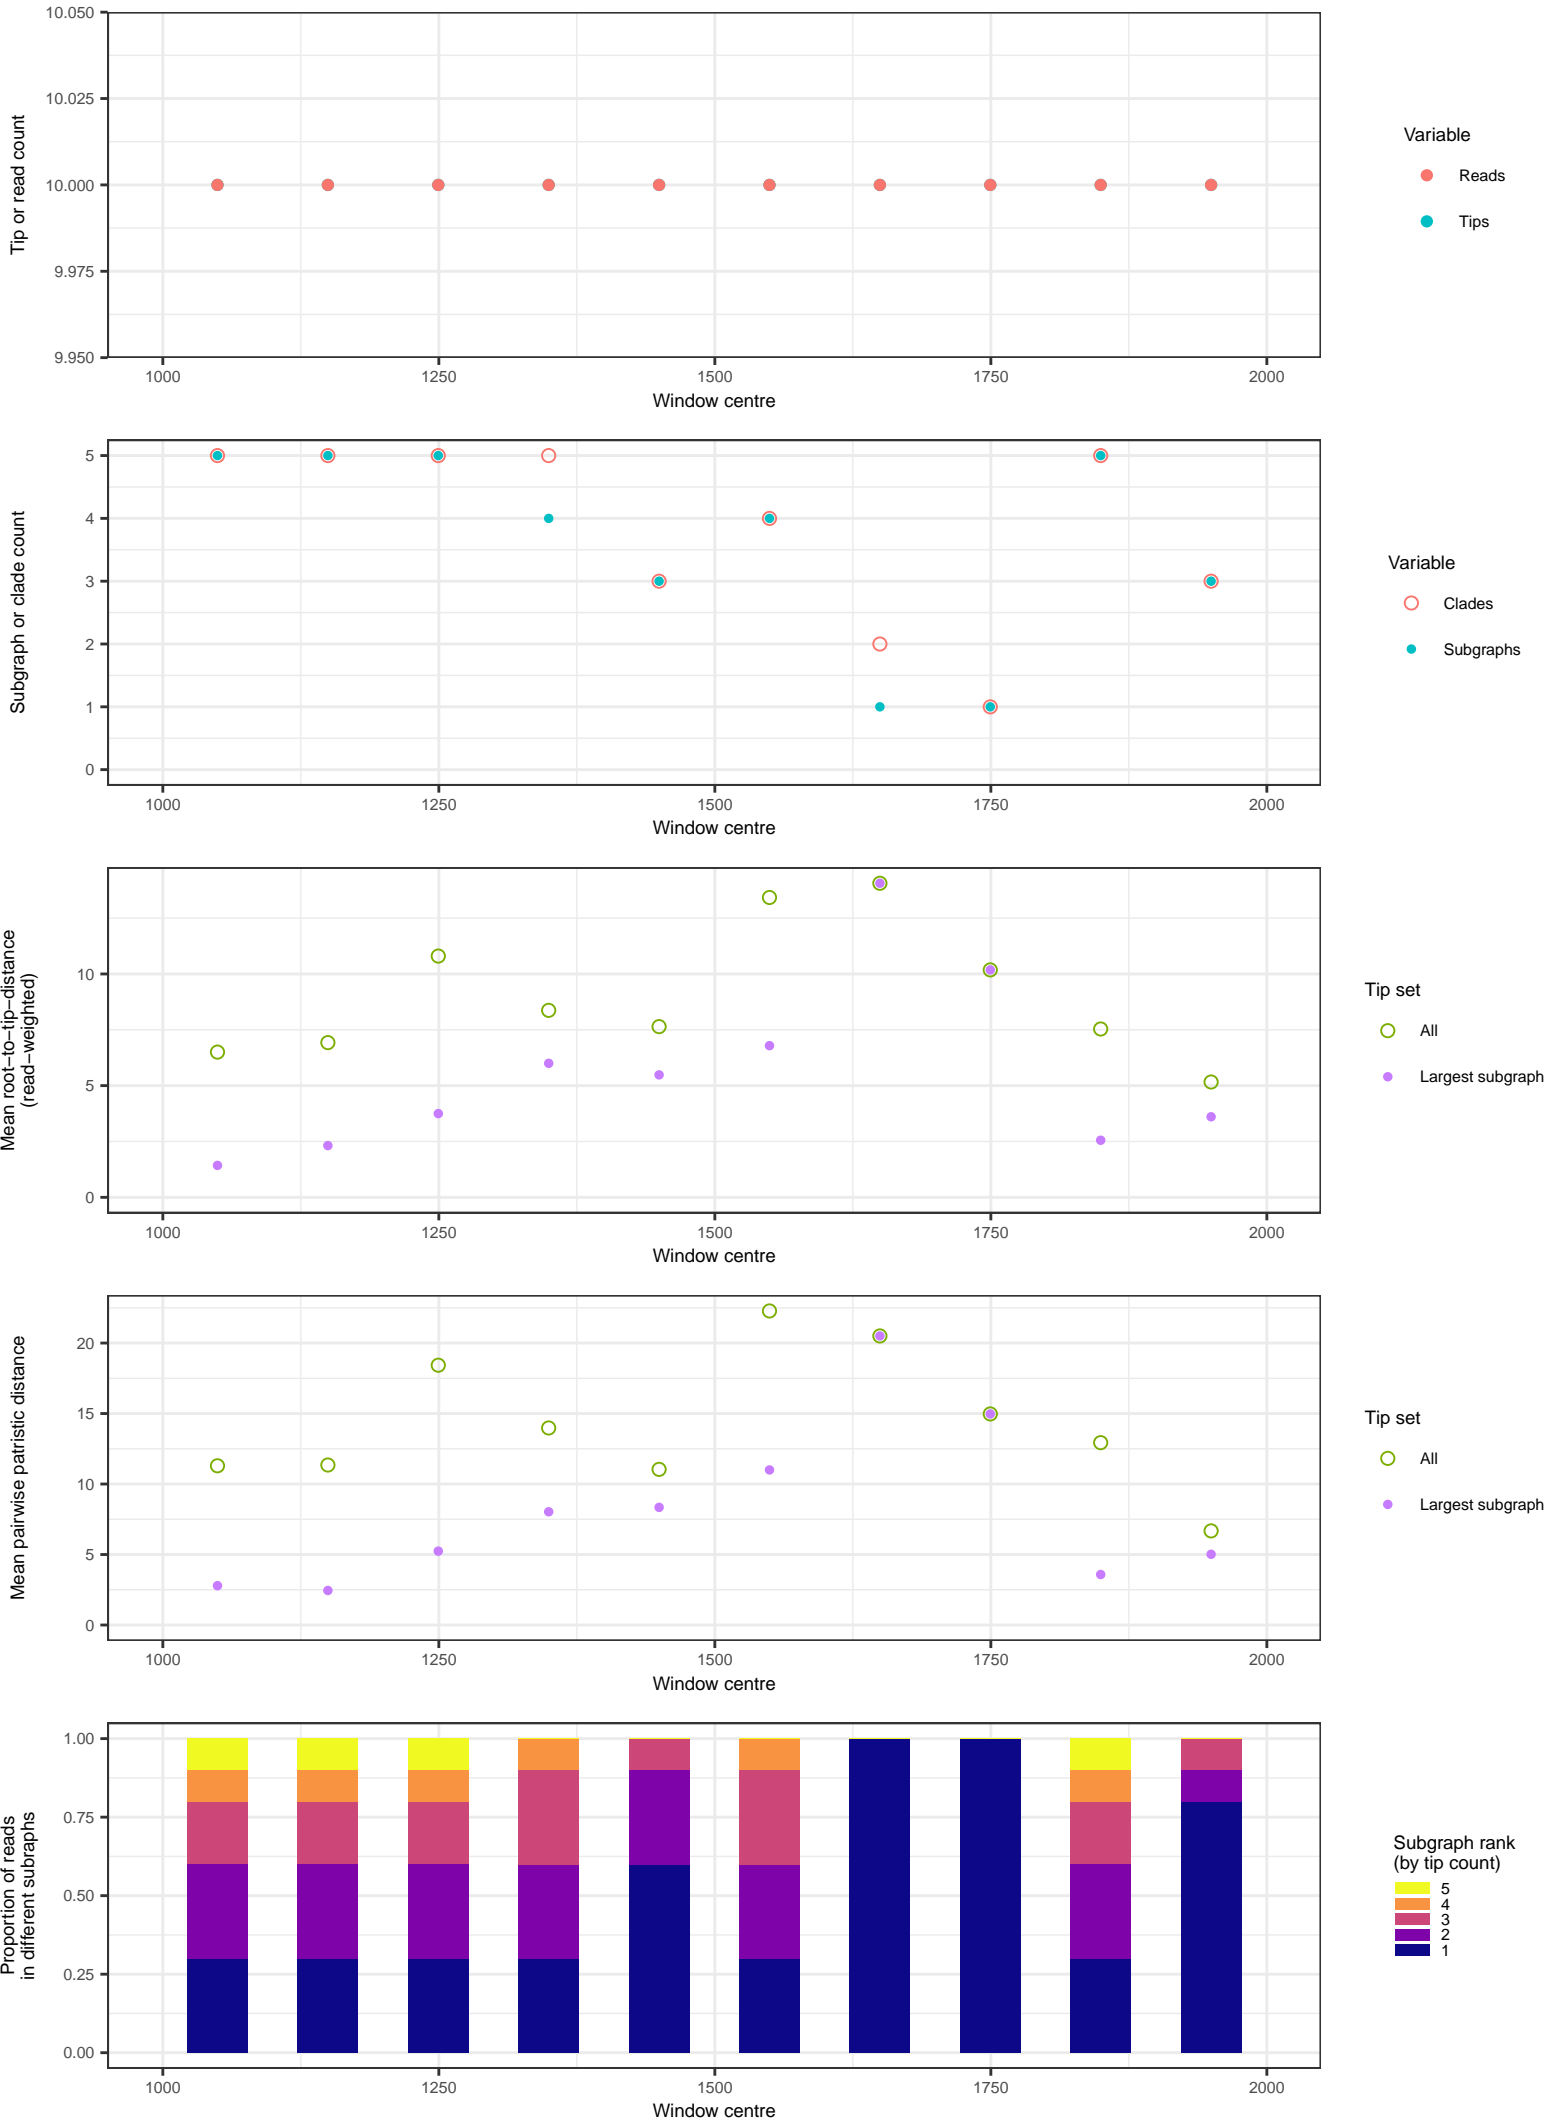 10.050
10.025
10.000
9.975
9.950
Tip or read count
1000 1250 1500 1750 2000
Window centre
Variable
Reads
Tips
5
4
3
2
1
0
Subgraph or clade count
1000 1250 1500 1750 2000
Window centre
Variable
Clades
Subgraphs
10
5
0
Mean root−to−tip−distance
(read−weighted)
1000 1250 1500 1750 2000
Window centre
Tip set
All
Largest subgraph
20
15
10
5
0
Mean pairwise patristic distance
1000 1250 1500 1750 2000
Window centre
Tip set
All
Largest subgraph
1.00
0.75
0.50
0.25
0.00
Proportion of reads
in different subraphs
1000 1250 1500 1750 2000
Window centre
Subgraph rank
(by tip count)
5
4
3
2
1